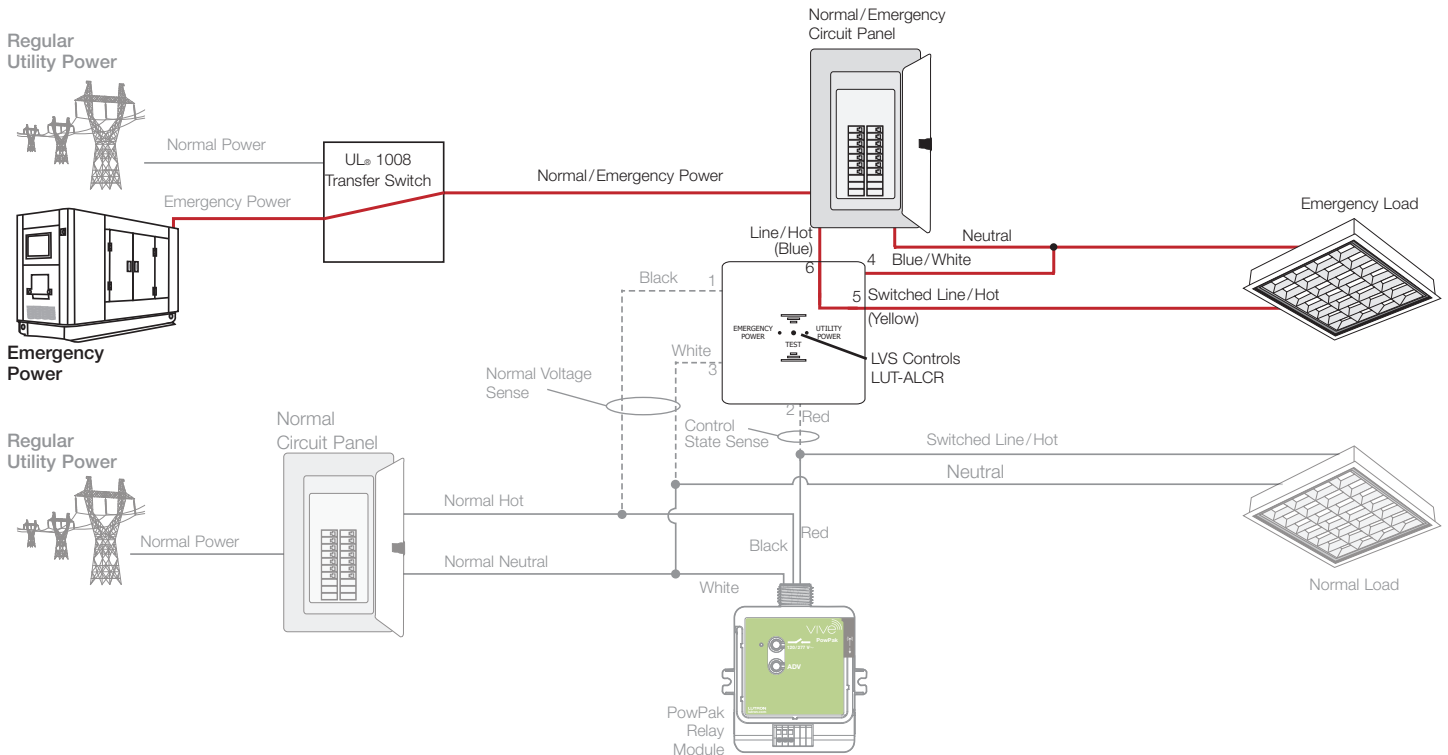 Normal/Emergency
Circuit Panel
Regular
Utility Power
Normal Power
UL® 1008
Transfer Switch
Emergency Power
Normal/Emergency Power
Emergency Load
Line/Hot
(Blue)
Neutral
4
Blue/White
6
Black
1
5
Switched Line/Hot
(Yellow)
EMERGENCY
POWER
UTILITY
POWER
TEST
LVS Controls
LUT-ALCR
White
3
Emergency
Power
Normal Voltage
Sense
2
Red
Control
State Sense
Normal
Circuit Panel
Regular
Utility Power
Switched Line/Hot
Neutral
Normal Hot
Normal Power
Black
Red
Normal Neutral
White
Normal Load
vive
PowPak
ADV
LUTRON
PowPak
Relay
Module